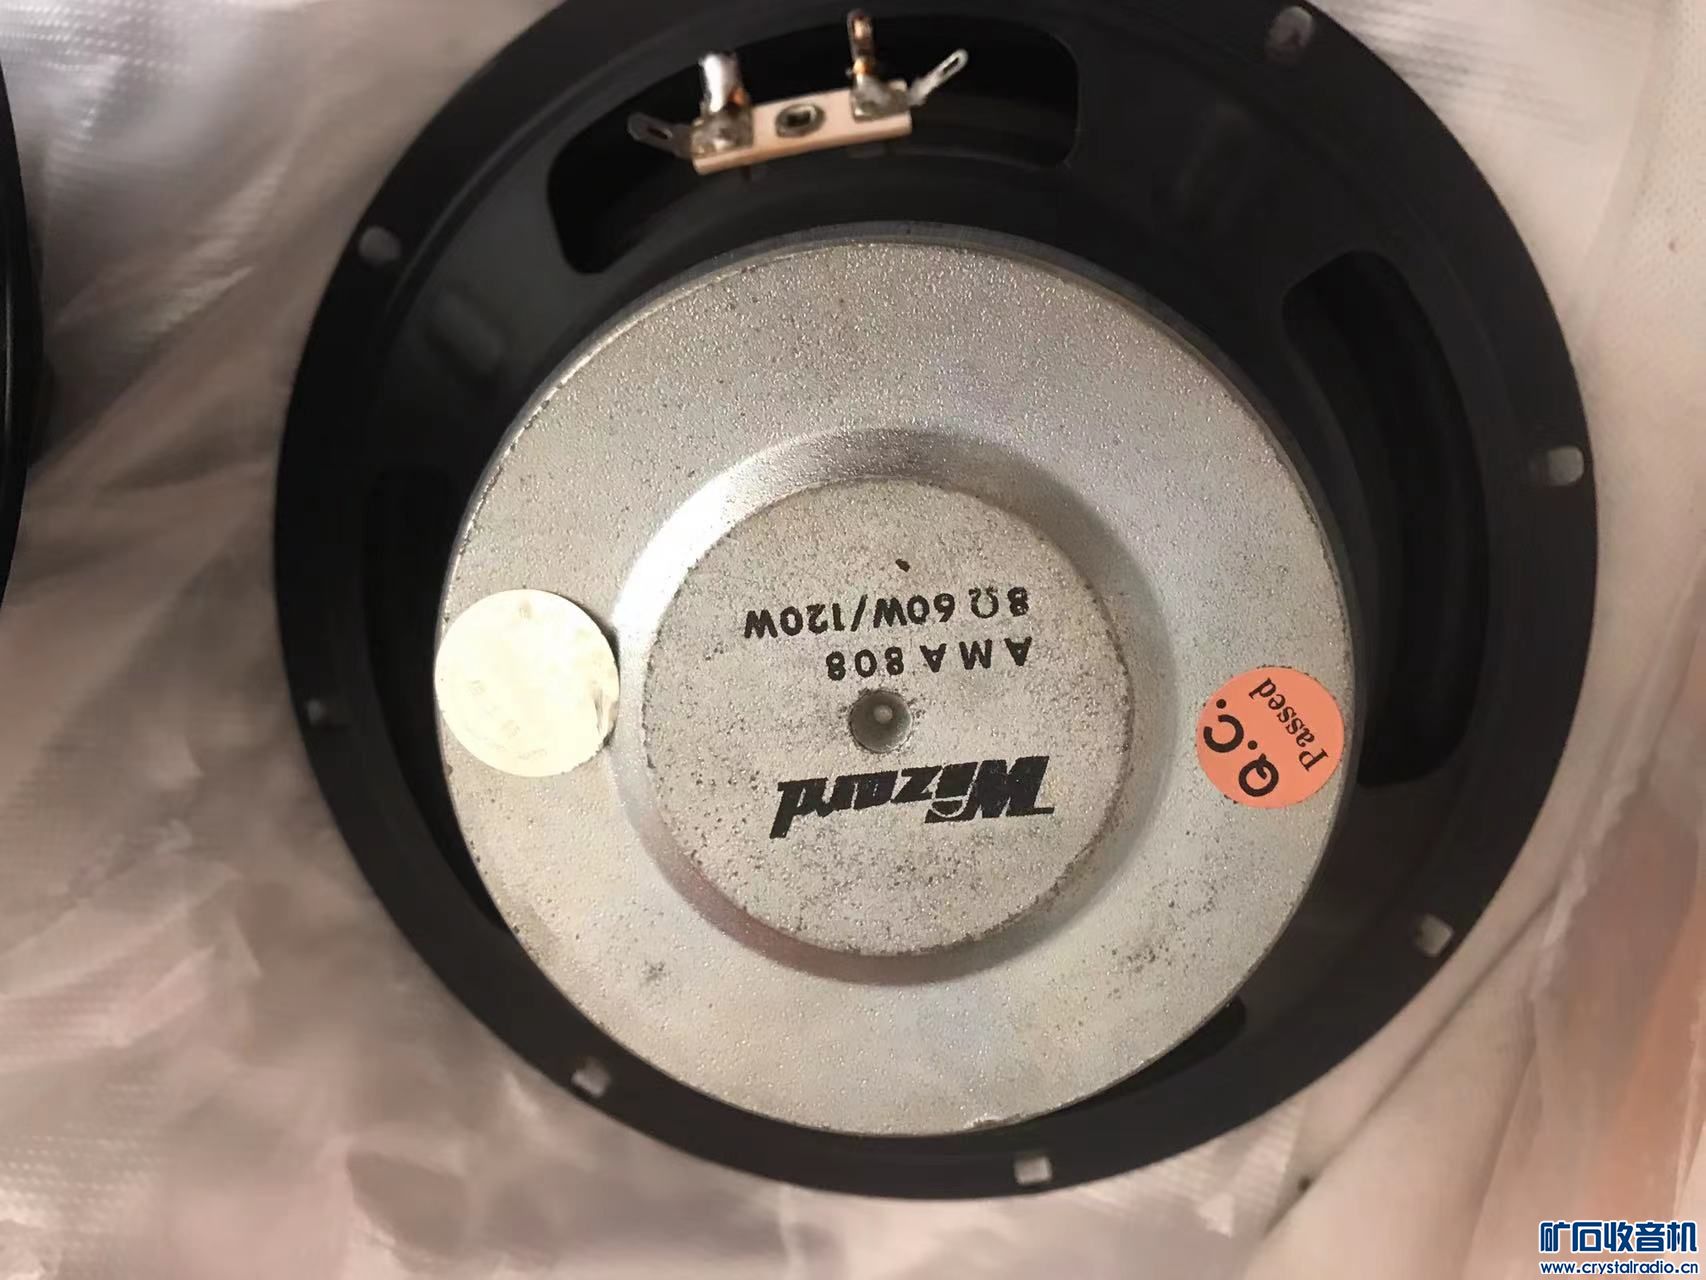 Wizard
AMA 808
8Ω 60W/120W
Q.C.
Passed
矿石收音机
www.crystalradio.cn